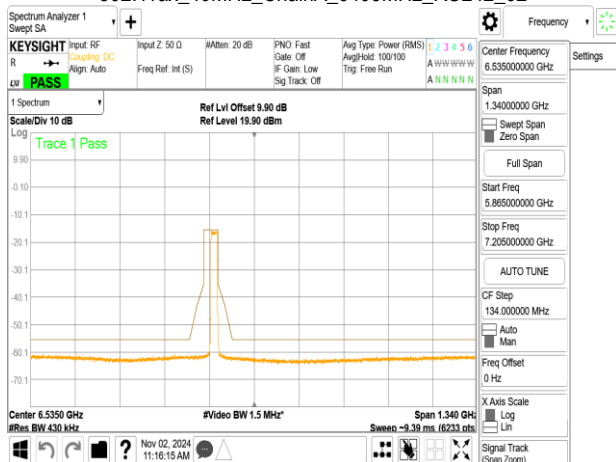 Spectrum Analyzer 1
Swept SA
+
Frequency
KEYSIGHT
R
LXI
PASS
Input: RF
Coupling: DC
Align: Auto
Input Z: 50 Ω
Freq Ref: Int (S)
#Atten: 20 dB
PNO: Fast
Gate: Off
IF Gain: Low
Sig Track: Off
Avg Type: Power (RMS)
Avg|Hold: 100/100
Trig: Free Run
1 2 3 4 5 6
A W W W W W
A N N N N N
Settings
1 Spectrum
Scale/Div 10 dB
Ref Lvl Offset 9.90 dB
Ref Level 19.90 dBm
Log
Trace 1 Pass
9.90
-0.10
-10.1
-20.1
-30.1
-40.1
-50.1
-60.1
-70.1
Center 6.5350 GHz
#Res BW 430 kHz
#Video BW 1.5 MHz*
Span 1.340 GHz
Sweep ~9.39 ms (6233 pts
Center Frequency
6.535000000 GHz
Span
1.34000000 GHz
Swept Span
Zero Span
Full Span
Start Freq
5.865000000 GHz
Stop Freq
7.205000000 GHz
AUTO TUNE
CF Step
134.000000 MHz
Auto
Man
Freq Offset
0 Hz
X Axis Scale
Log
Lin
Signal Track
(Span Zoom)
?
Nov 02, 2024
11:16:15 AM